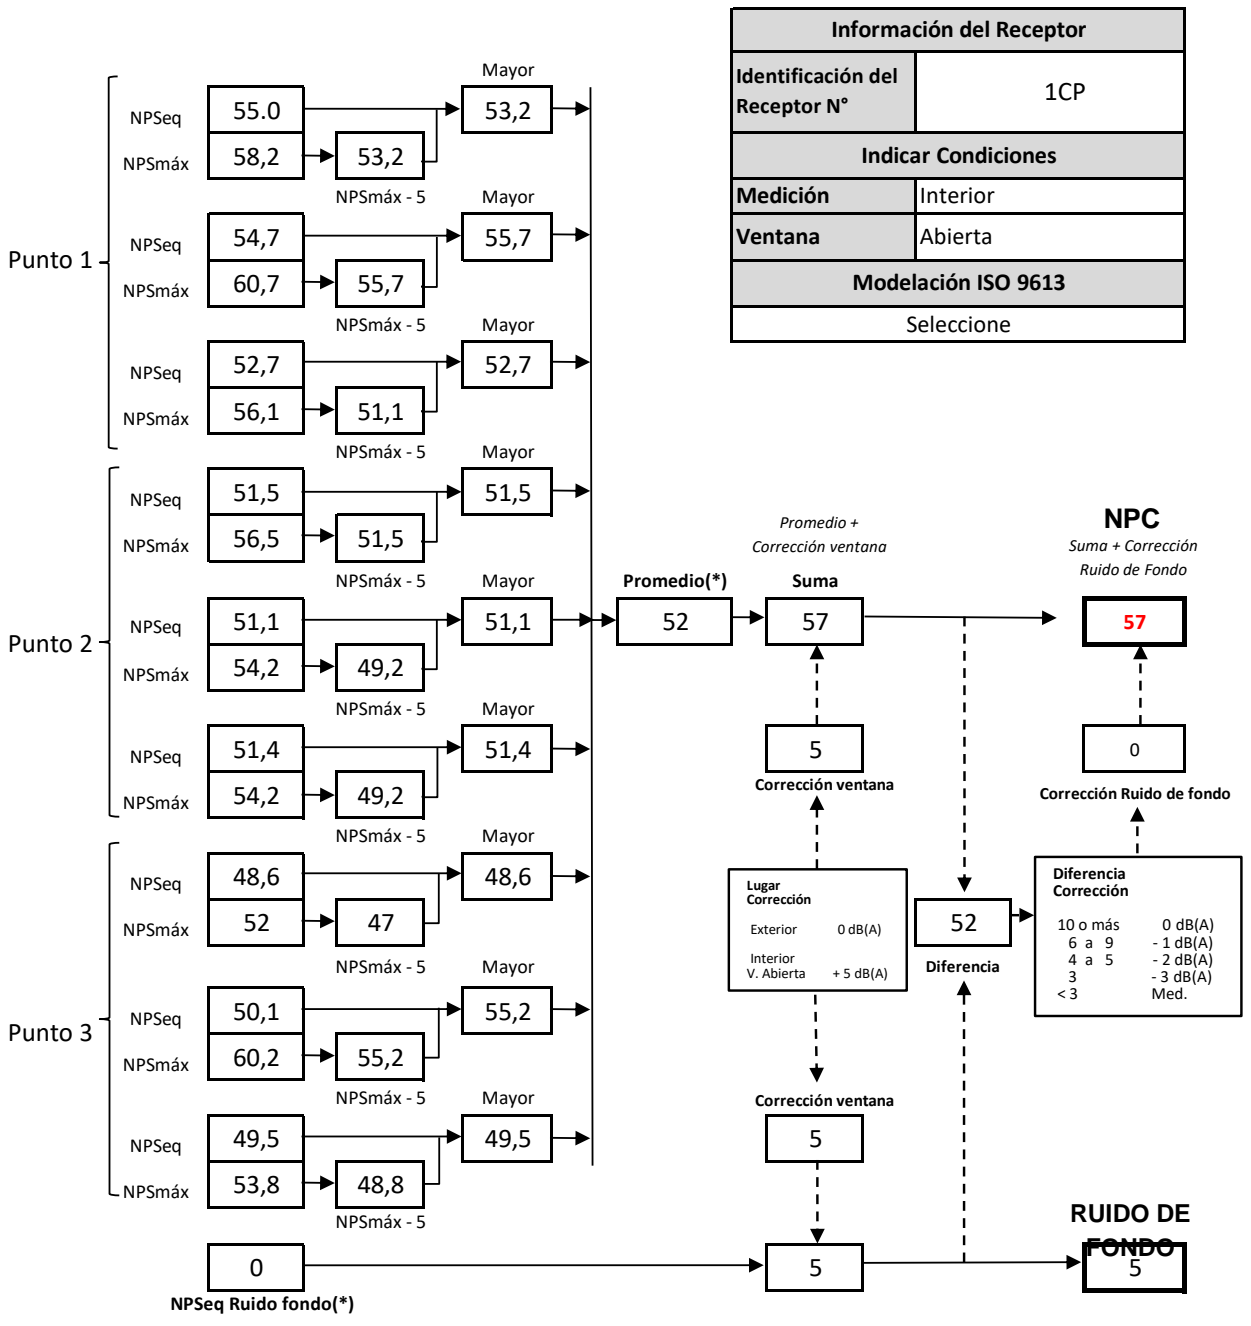 Información del Receptor
Identificación del
Receptor N°
1CP
Indicar Condiciones
Medición
Interior
Ventana
Abierta
Modelación ISO 9613
Seleccione
Punto 1
Mayor
NPSeq
55.0
53,2
NPSmáx
58,2
53,2
NPSmáx - 5
Mayor
NPSeq
54,7
55,7
NPSmáx
60,7
55,7
NPSmáx - 5
Mayor
NPSeq
52,7
52,7
NPSmáx
56,1
51,1
NPSmáx - 5
Punto 2
Mayor
NPSeq
51,5
51,5
NPSmáx
56,5
51,5
NPSmáx - 5
Mayor
NPSeq
51,1
51,1
NPSmáx
54,2
49,2
NPSmáx - 5
Mayor
NPSeq
51,4
51,4
NPSmáx
54,2
49,2
NPSmáx - 5
Punto 3
Mayor
NPSeq
48,6
48,6
NPSmáx
52
47
NPSmáx - 5
Mayor
NPSeq
50,1
55,2
NPSmáx
60,2
55,2
NPSmáx - 5
Mayor
NPSeq
49,5
49,5
NPSmáx
53,8
48,8
NPSmáx - 5
0
NPSeq Ruido fondo(*)
Promedio(*)
52
Promedio +
Corrección ventana
Suma
57
5
Corrección ventana
Lugar
Corrección
Exterior 0 dB(A)
Interior
V. Abierta + 5 dB(A)
Corrección ventana
5
5
52
Diferencia
NPC
Suma + Corrección
Ruido de Fondo
57
0
Corrección Ruido de fondo
Diferencia
Corrección
10 o más 0 dB(A)
6 a 9 - 1 dB(A)
4 a 5 - 2 dB(A)
3 - 3 dB(A)
< 3 Med.
RUIDO DE
FONDO
5